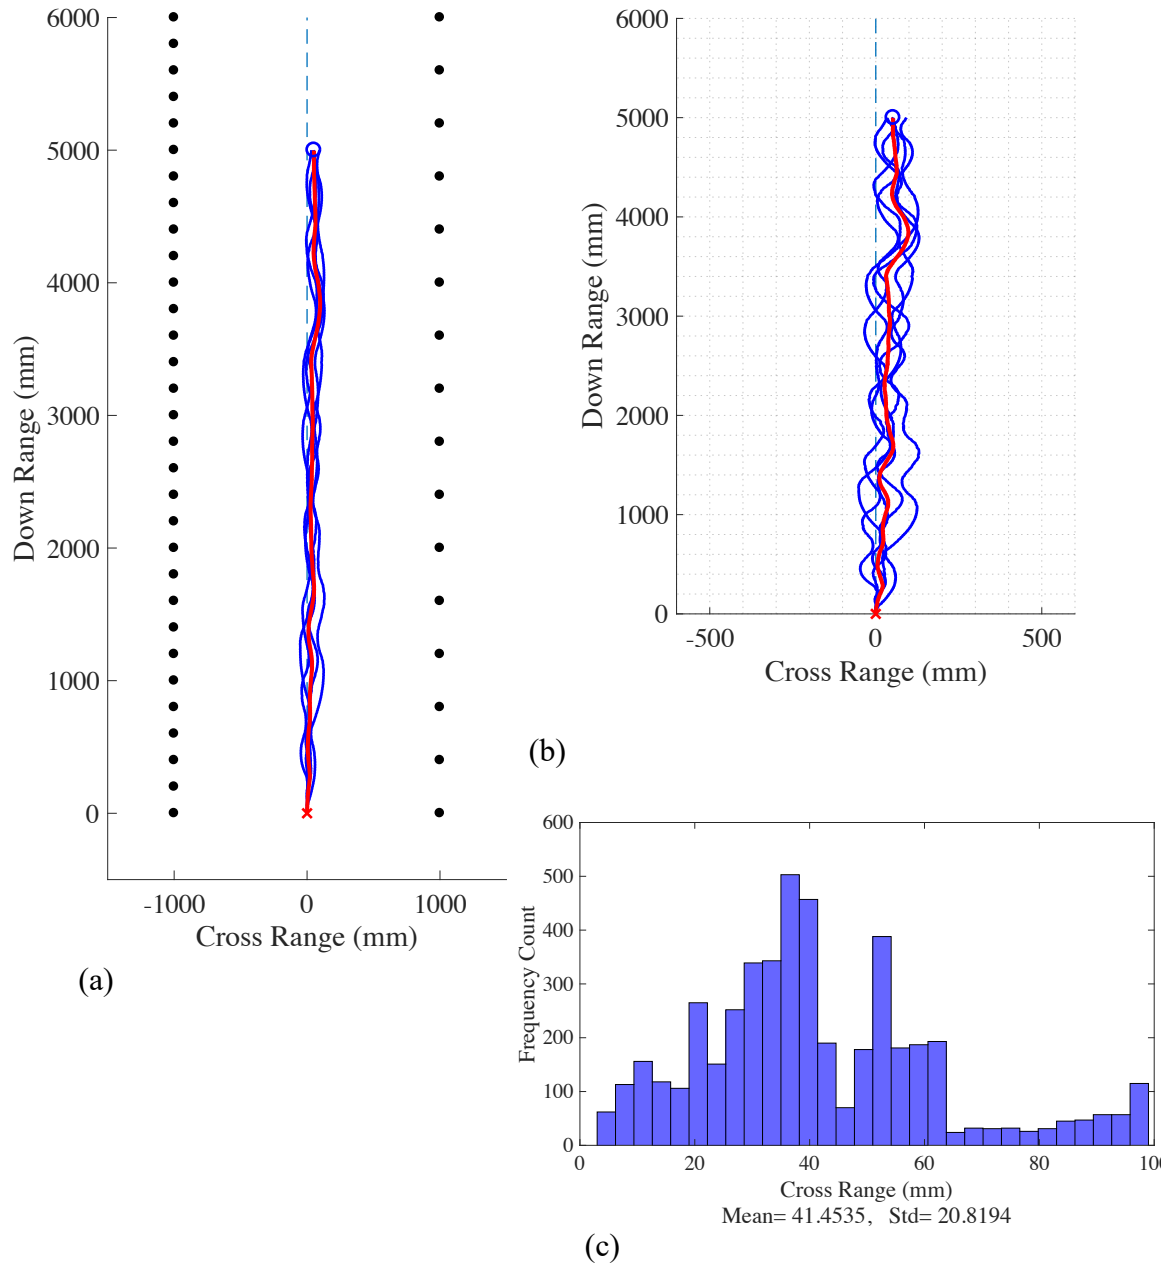 6000
5000
4000
3000
2000
1000
0
Down Range (mm)
-1000 0 1000
Cross Range (mm)
(a)
6000
5000
4000
3000
2000
1000
0
Down Range (mm)
-500 0 500
Cross Range (mm)
(b)
600
500
400
300
200
100
0
Frequency Count
0 20 40 60 80 100
Cross Range (mm)
Mean= 41.4535, Std= 20.8194
(c)